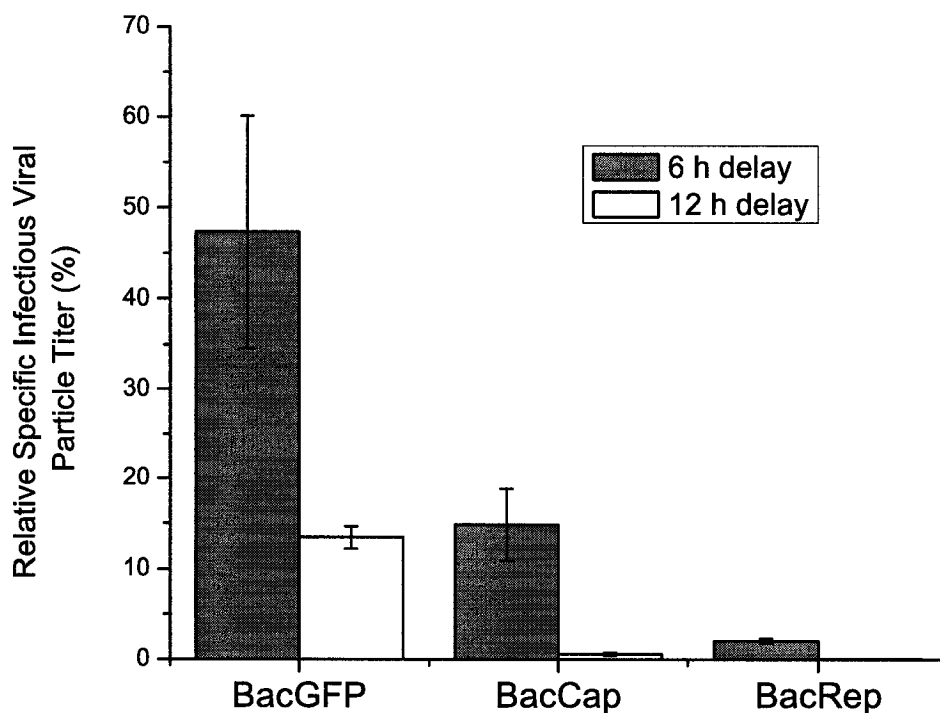 Relative Specific Infectious Viral
Particle Titer (%)
70
60
50
40
30
20
10
0
6 h delay
12 h delay
BacGFP
BacCap
BacRep